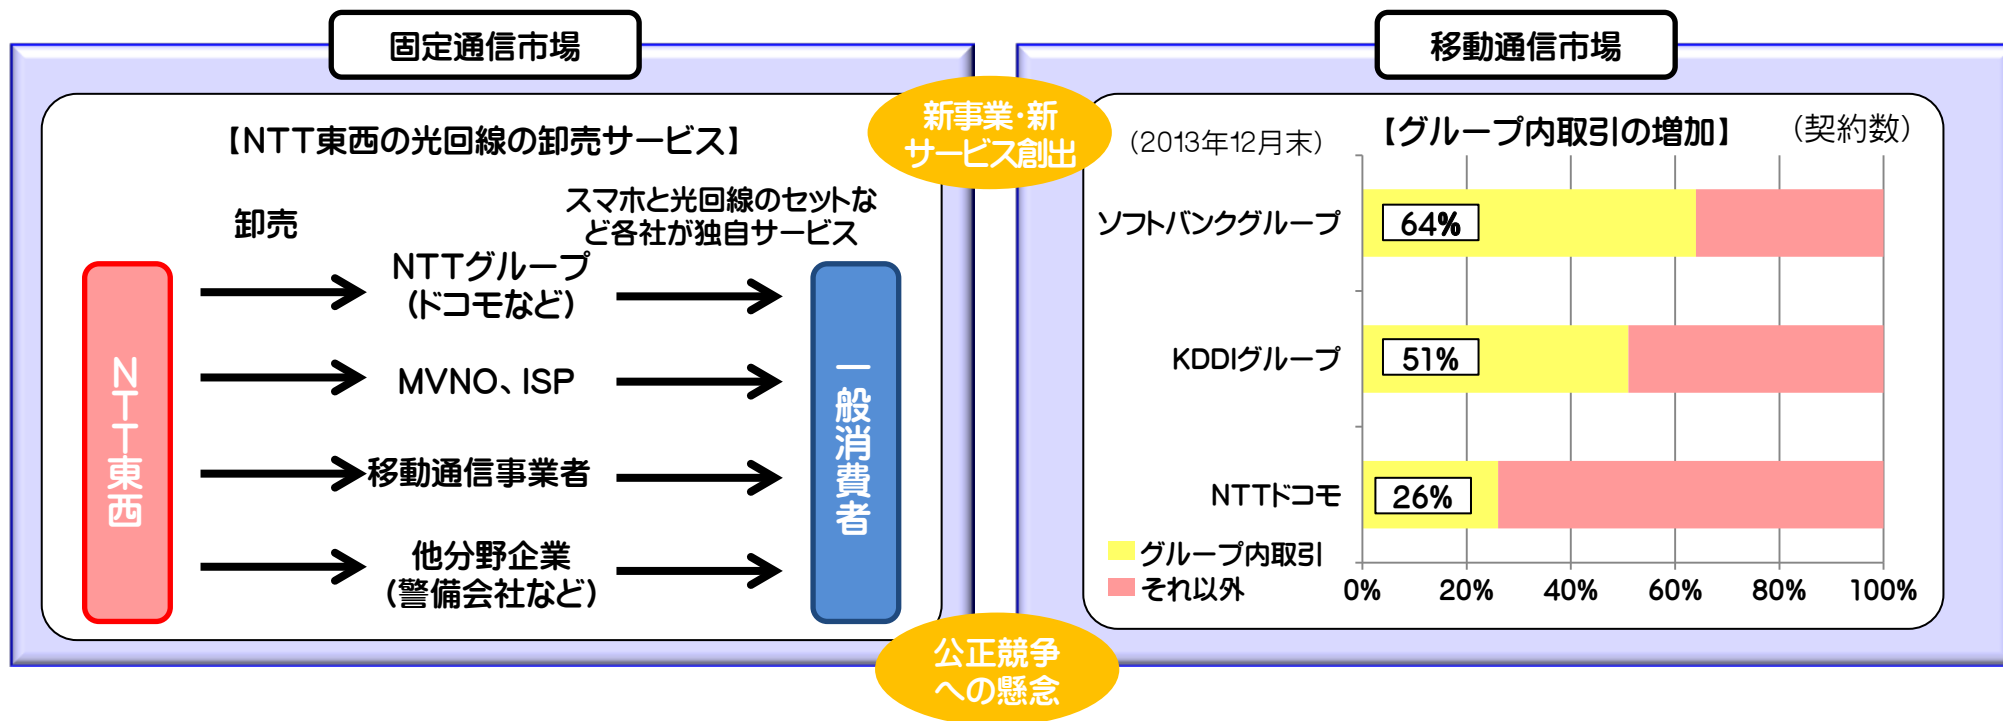 固定通信市場
【NTT東西の光回線の卸売サービス】
卸売
スマホと光回線のセットな
ど各社が独自サービス
NTT東西
NTTグループ
(ドコモなど)
MVNO、ISP
移動通信事業者
他分野企業
(警備会社など)
一般消費者
新事業・新
サービス創出
公正競争
への懸念
移動通信市場
(2013年12月末)
【グループ内取引の増加】
(契約数)
ソフトバンクグループ
64%
KDDIグループ
51%
NTTドコモ
26%
グループ内取引
それ以外
0% 20% 40% 60% 80% 100%